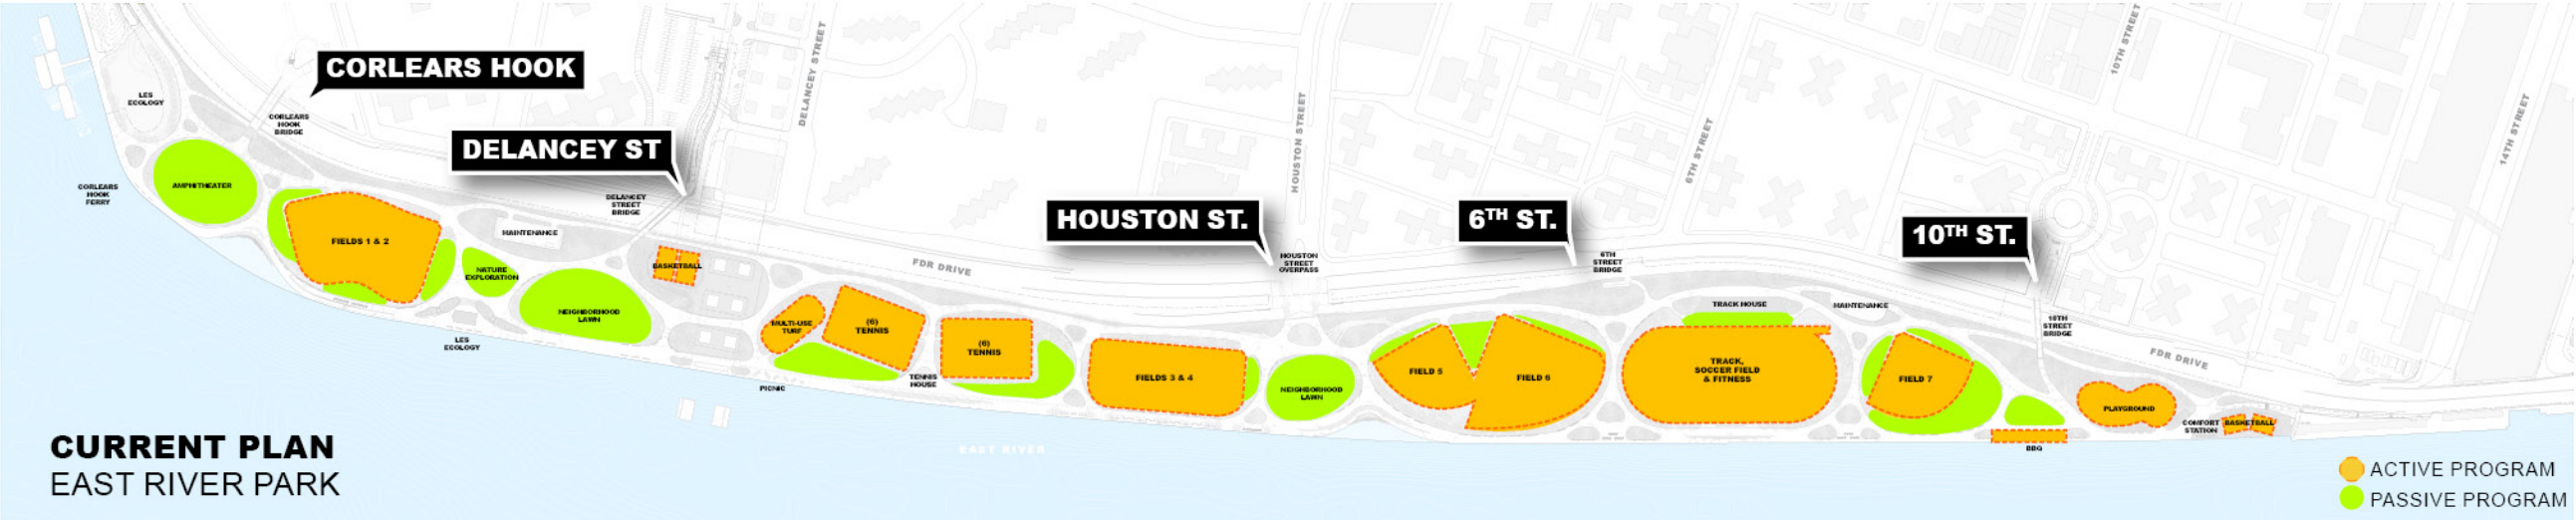 CORLEARS HOOK
DELANCEY ST
HOUSTON ST.
6TH ST.
10TH ST.
LES
ECOLOGY
CORLEARS
HOOK
BRIDGE
CORLEARS
HOOK
FERRY
AMPHITHEATER
FIELDS 1 & 2
MAINTENANCE
NATURE
EXPLORATION
NEIGHBORHOOD
LAWN
LES
ECOLOGY
DELANCEY
STREET
BRIDGE
BASKETBALL
DELANCEY STREET
MULTI-USE
TURF
(6)
TENNIS
PICNIC
TENNIS
HOUSE
(6)
TENNIS
FDR DRIVE
FIELDS 3 & 4
HOUSTON STREET
HOUSTON
STREET
OVERPASS
NEIGHBORHOOD
LAWN
FIELD 5
FIELD 6
6TH
STREET
BRIDGE
6TH STREET
TRACK HOUSE
TRACK,
SOCCER FIELD
& FITNESS
MAINTENANCE
FIELD 7
10TH
STREET
BRIDGE
10TH STREET
FDR DRIVE
BBQ
PLAYGROUND
COMFORT
STATION
BASKETBALL
14TH STREET
EAST RIVER
CURRENT PLAN
EAST RIVER PARK
ACTIVE PROGRAM
PASSIVE PROGRAM